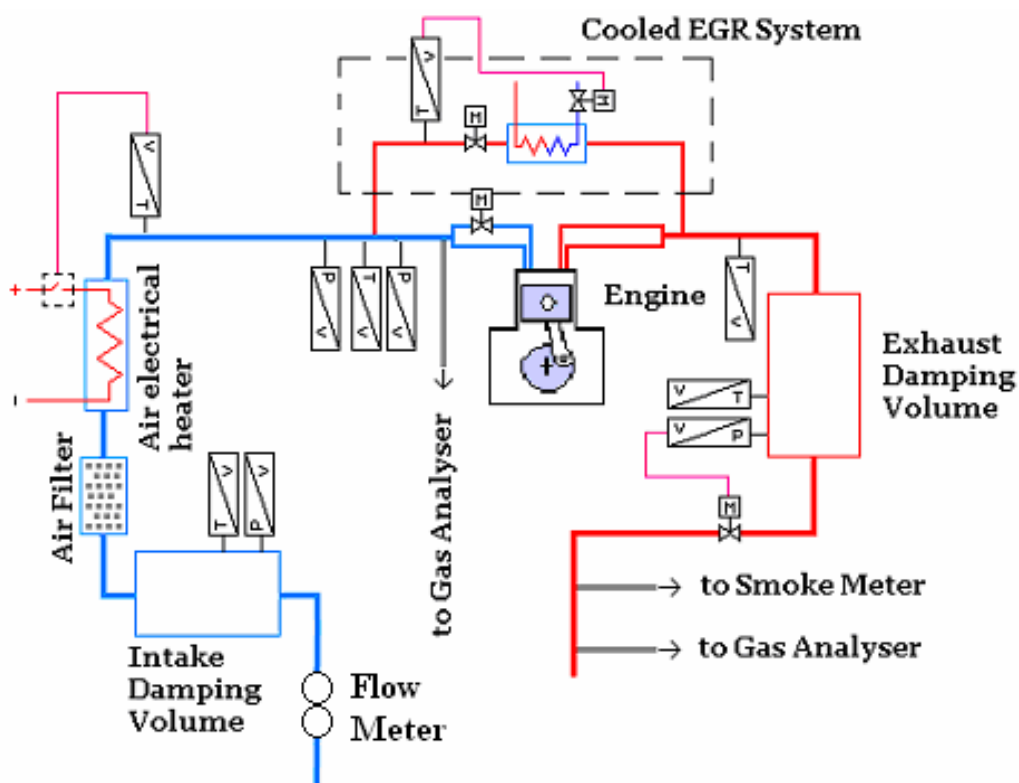 Cooled EGR System
V
T
M
M
V
T
M
+
-
Air electrical
heater
P
V
T
V
P
V
Engine
T
V
Exhaust
Damping
Volume
V
T
V
P
M
Air Filter
V
T
V
P
to Gas Analyser
to Smoke Meter
to Gas Analyser
Intake
Damping
Volume
Flow
Meter